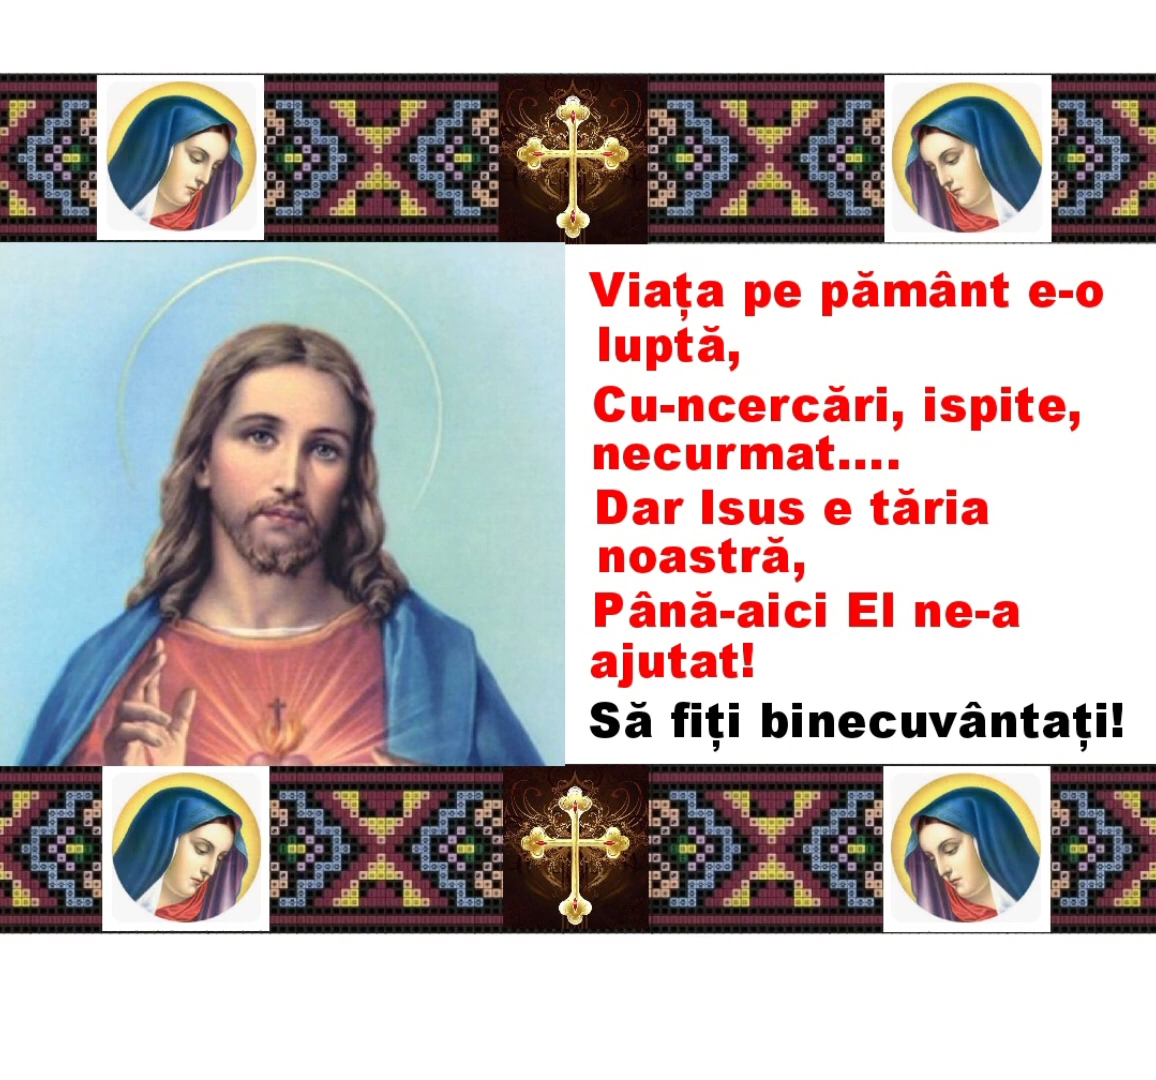 Viața pe pământ e-o
luptă,
Cu-ncercări, ispite,
necurmat....
Dar Isus e tăria
noastră,
Până-aici El ne-a
ajutat!
Să fiți binecuvântați!